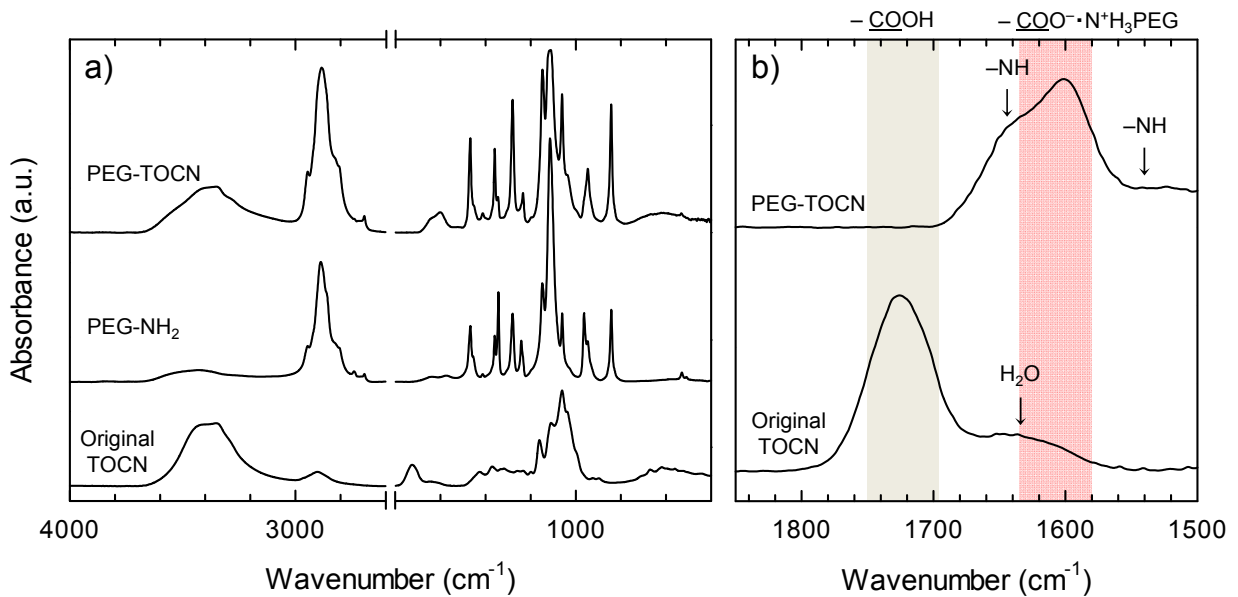 a)
PEG-TOCN
PEG-NH₂
Original
TOCN
Absorbance (a.u.)
4000 3000 1000
Wavenumber (cm⁻¹)
– COOH – COO⁻·N⁺H₃PEG
b)
–NH
–NH
PEG-TOCN
H₂O
Original
TOCN
1800 1700 1600 1500
Wavenumber (cm⁻¹)